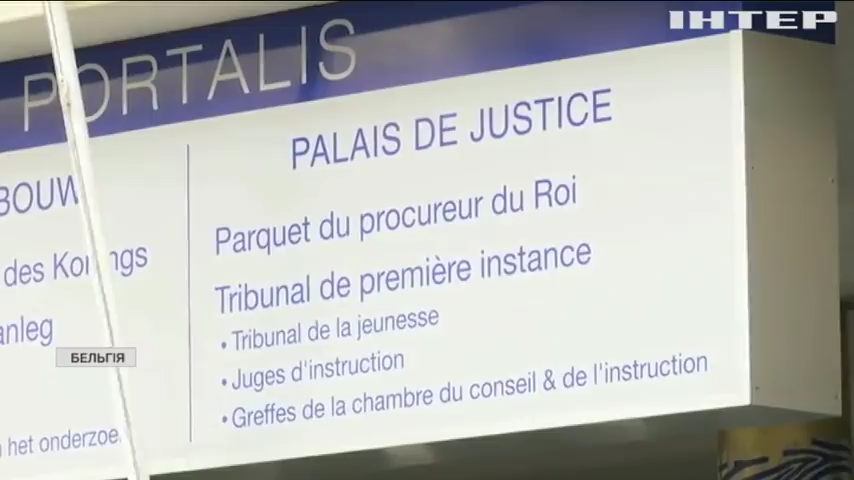 ІНТЕР
PORTALIS
BOUW
des Konings
anleg
n het onderzoe
PALAIS DE JUSTICE
Parquet du procureur du Roi
Tribunal de première instance
• Tribunal de la jeunesse
• Juges d'instruction
• Greffes de la chambre du conseil & de l'instruction
БЕЛЬГІЯ